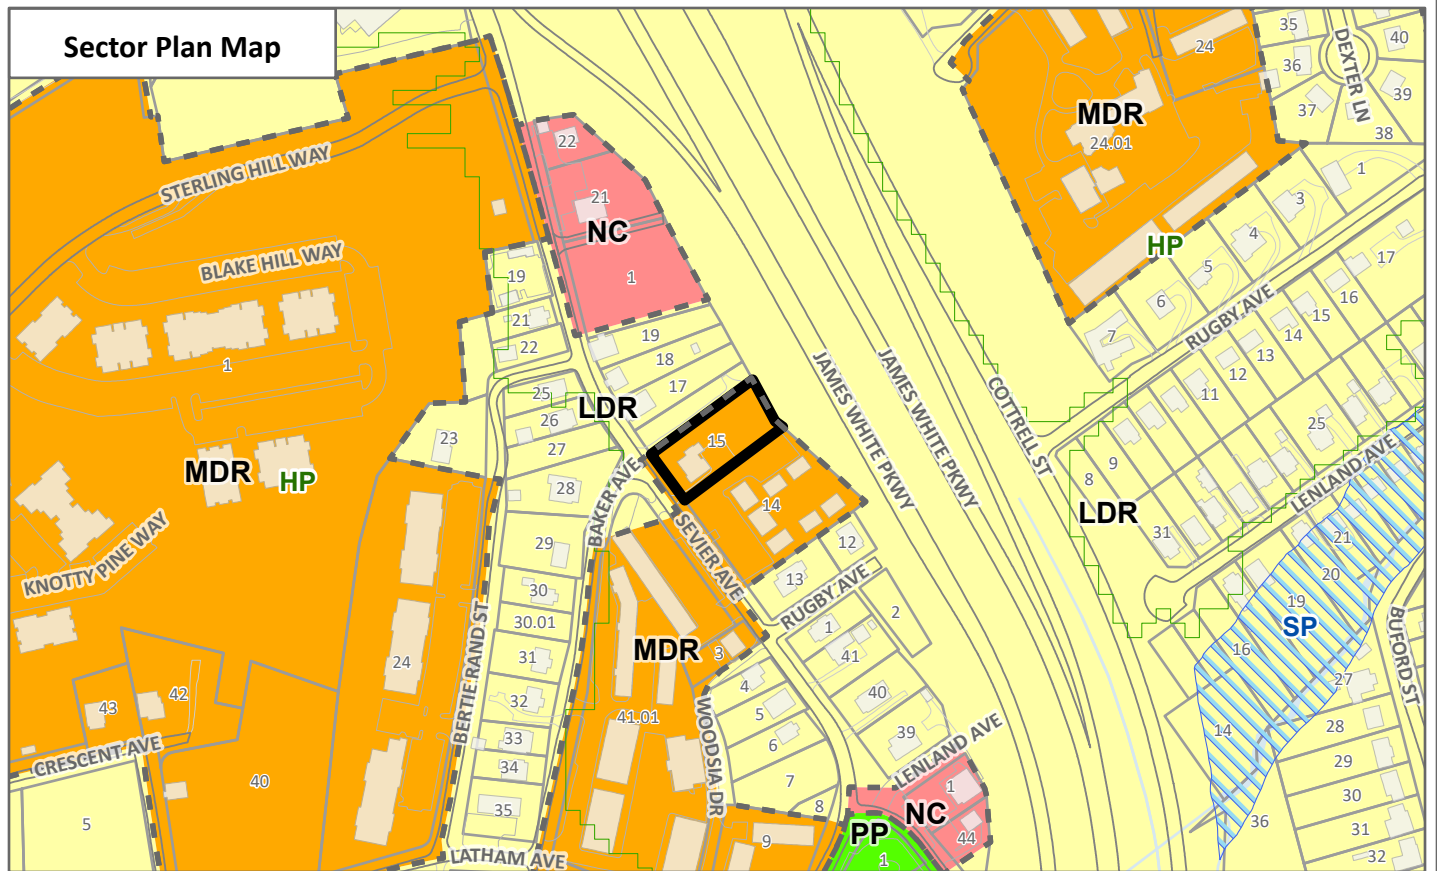 Sector Plan Map
35
40
DEXTER LN
24
36
39
37
MDR
24.01
38
22
1
STERLING HILL WAY
21
3
NC
4
HP
BLAKE HILL WAY
17
19
5
1
16
6
RUGBY AVE
21
15
19
14
7
22
18
13
1
17
JAMES WHITE PKWY
JAMES WHITE PKWY
COTTRELL ST
12
25
LDR
11
26
25
23
15
27
9
LENLAND AVE
MDR
HP
8
28
BAKER AVE
14
LDR
31
SEVIER AVE
12
21
29
KNOTTY PINE WAY
13
20
RUGBY AVE
30
19
2
30.01
1
SP
BERTIE RAND ST
MDR
3
16
BUFORD ST
31
41
24
4
27
42
32
40
43
WOODSIA DR
5
41.01
14
28
33
6
39
CRESCENT AVE
LENLAND AVE
29
34
40
7
1
30
35
8
NC
5
36
31
PP
9
44
LATHAM AVE
1
32